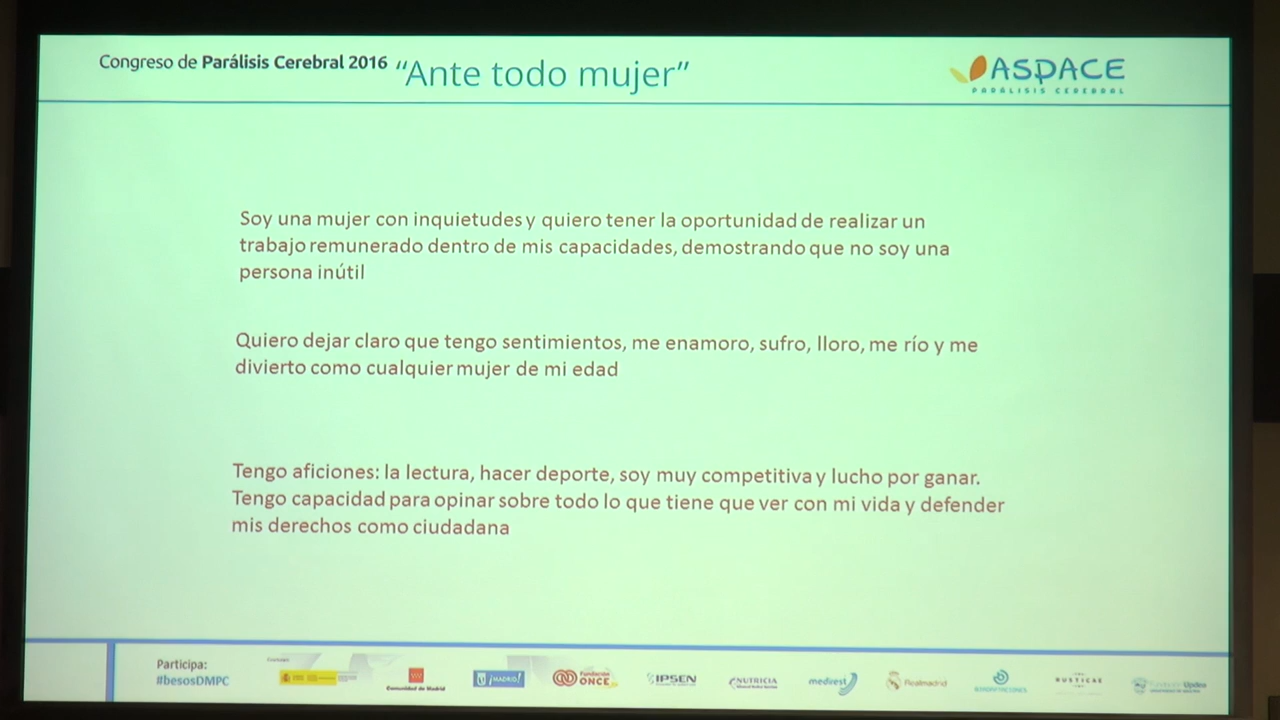 Congreso de Parálisis Cerebral 2016 "Ante todo mujer"
ASPACE
PARÁLISIS CEREBRAL
Soy una mujer con inquietudes y quiero tener la oportunidad de realizar un
trabajo remunerado dentro de mis capacidades, demostrando que no soy una
persona inútil
Quiero dejar claro que tengo sentimientos, me enamoro, sufro, lloro, me río y me
divierto como cualquier mujer de mi edad
Tengo aficiones: la lectura, hacer deporte, soy muy competitiva y lucho por ganar.
Tengo capacidad para opinar sobre todo lo que tiene que ver con mi vida y defender
mis derechos como ciudadana
Participa:
#besosDMPC
Comunidad de Madrid
¡MADRID!
Fundación
ONCE
IPSEN
NUTRICIA
medirest
Realmadrid
RUSTICAE